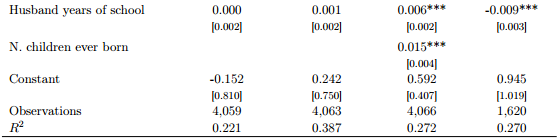 Husband years of school 0.000 0.001 0.006*** -0.009***
[0.002] [0.002] [0.002] [0.003]
N. children ever born 0.015***
[0.004]
Constant -0.152 0.242 0.592 0.945
[0.810] [0.750] [0.407] [1.019]
Observations 4,059 4,063 4,066 1,620
R² 0.221 0.387 0.272 0.270